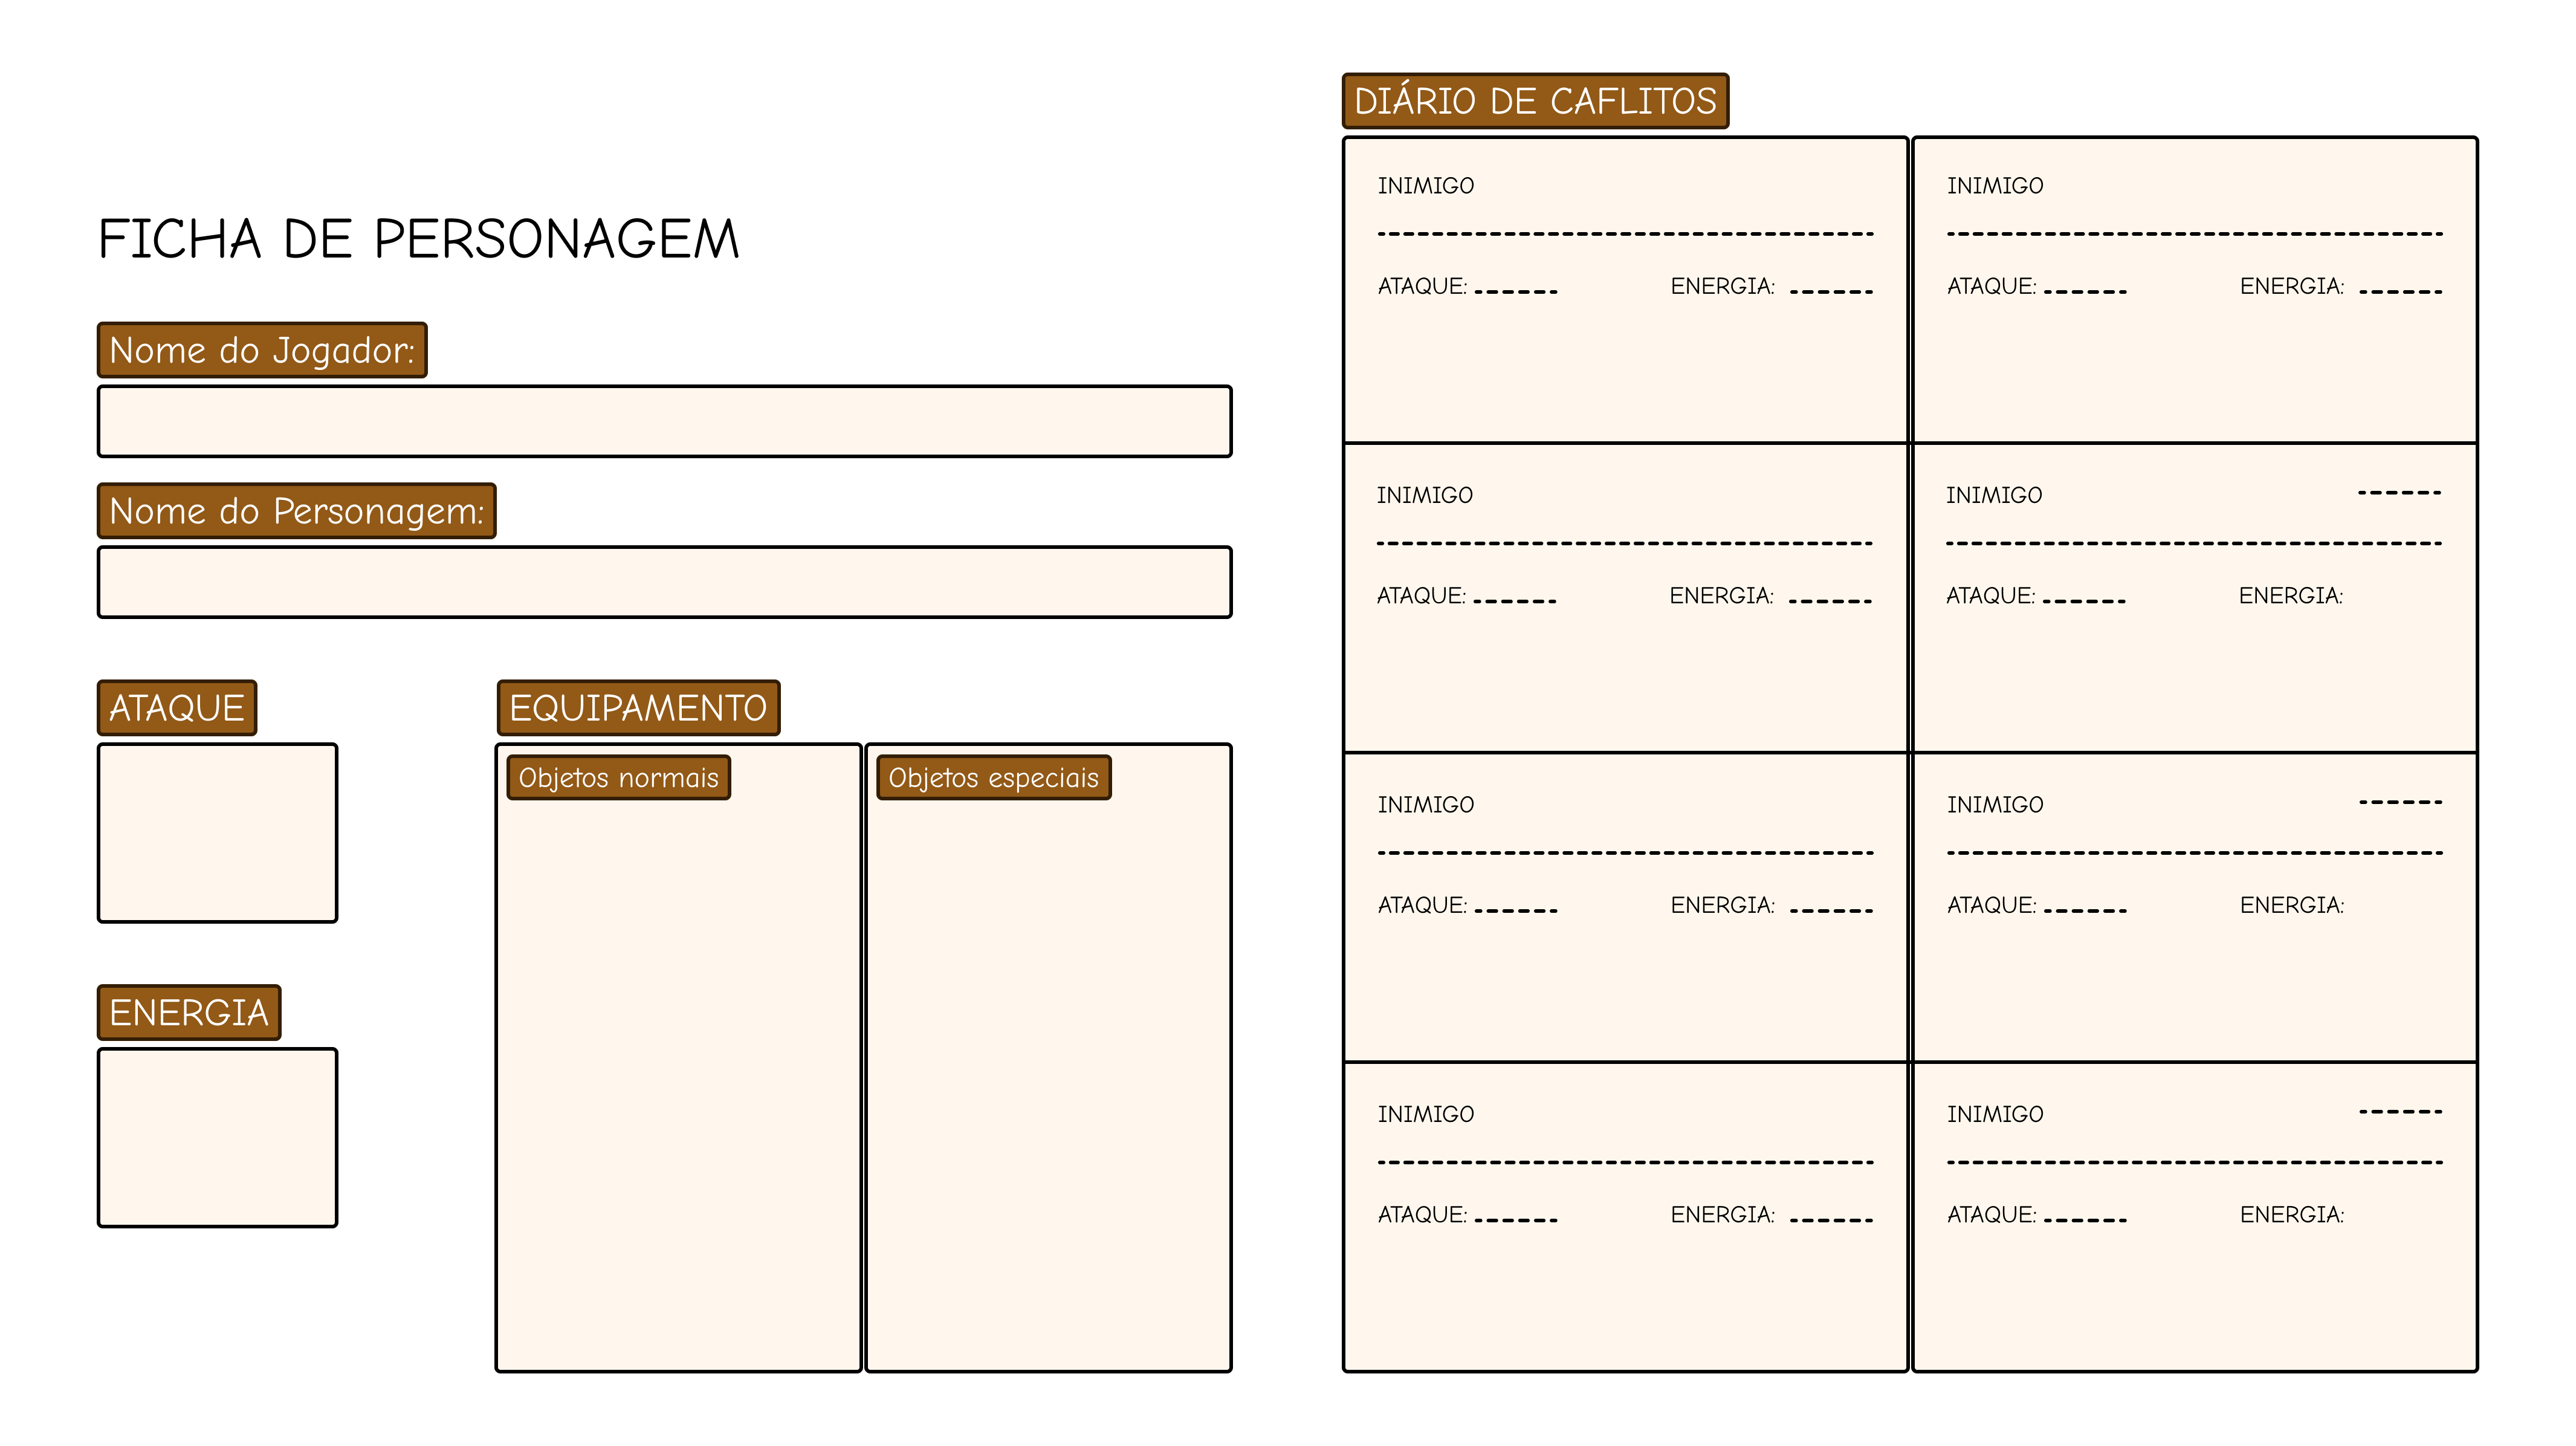 FICHA DE PERSONAGEM
Nome do Jogador:
Nome do Personagem:
ATAQUE
ENERGIA
EQUIPAMENTO
Objetos normais
Objetos especiais
DIÁRIO DE CAFLITOS
INIMIGO
ATAQUE: ENERGIA:
INIMIGO
ATAQUE: ENERGIA:
INIMIGO
ATAQUE: ENERGIA:
INIMIGO
ATAQUE: ENERGIA:
INIMIGO
ATAQUE: ENERGIA:
INIMIGO
ATAQUE: ENERGIA:
INIMIGO
ATAQUE: ENERGIA:
INIMIGO
ATAQUE: ENERGIA: